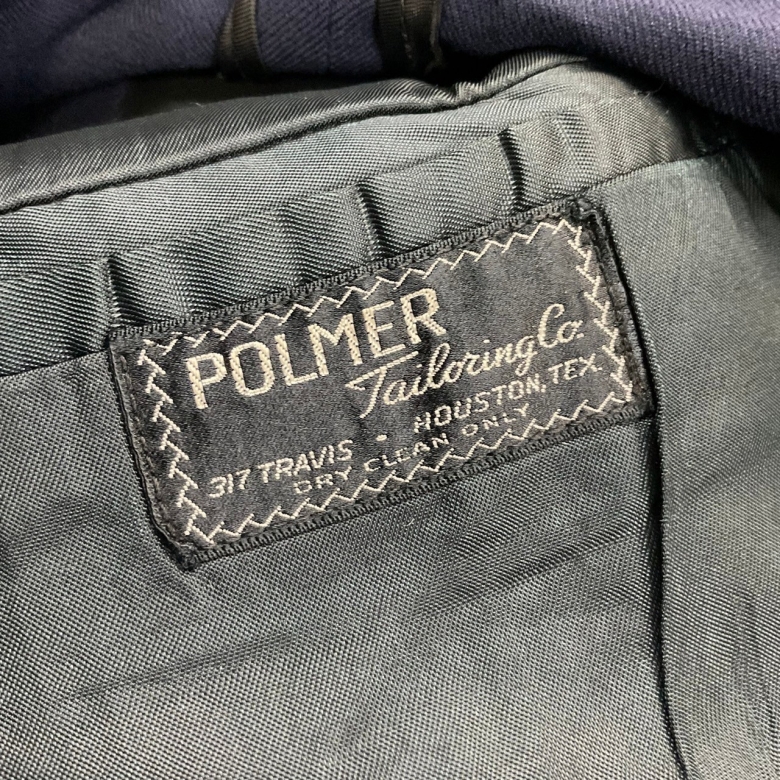 POLMER
Tailoring Co.
317 TRAVIS - HOUSTON, TEX.
DRY CLEAN ONLY